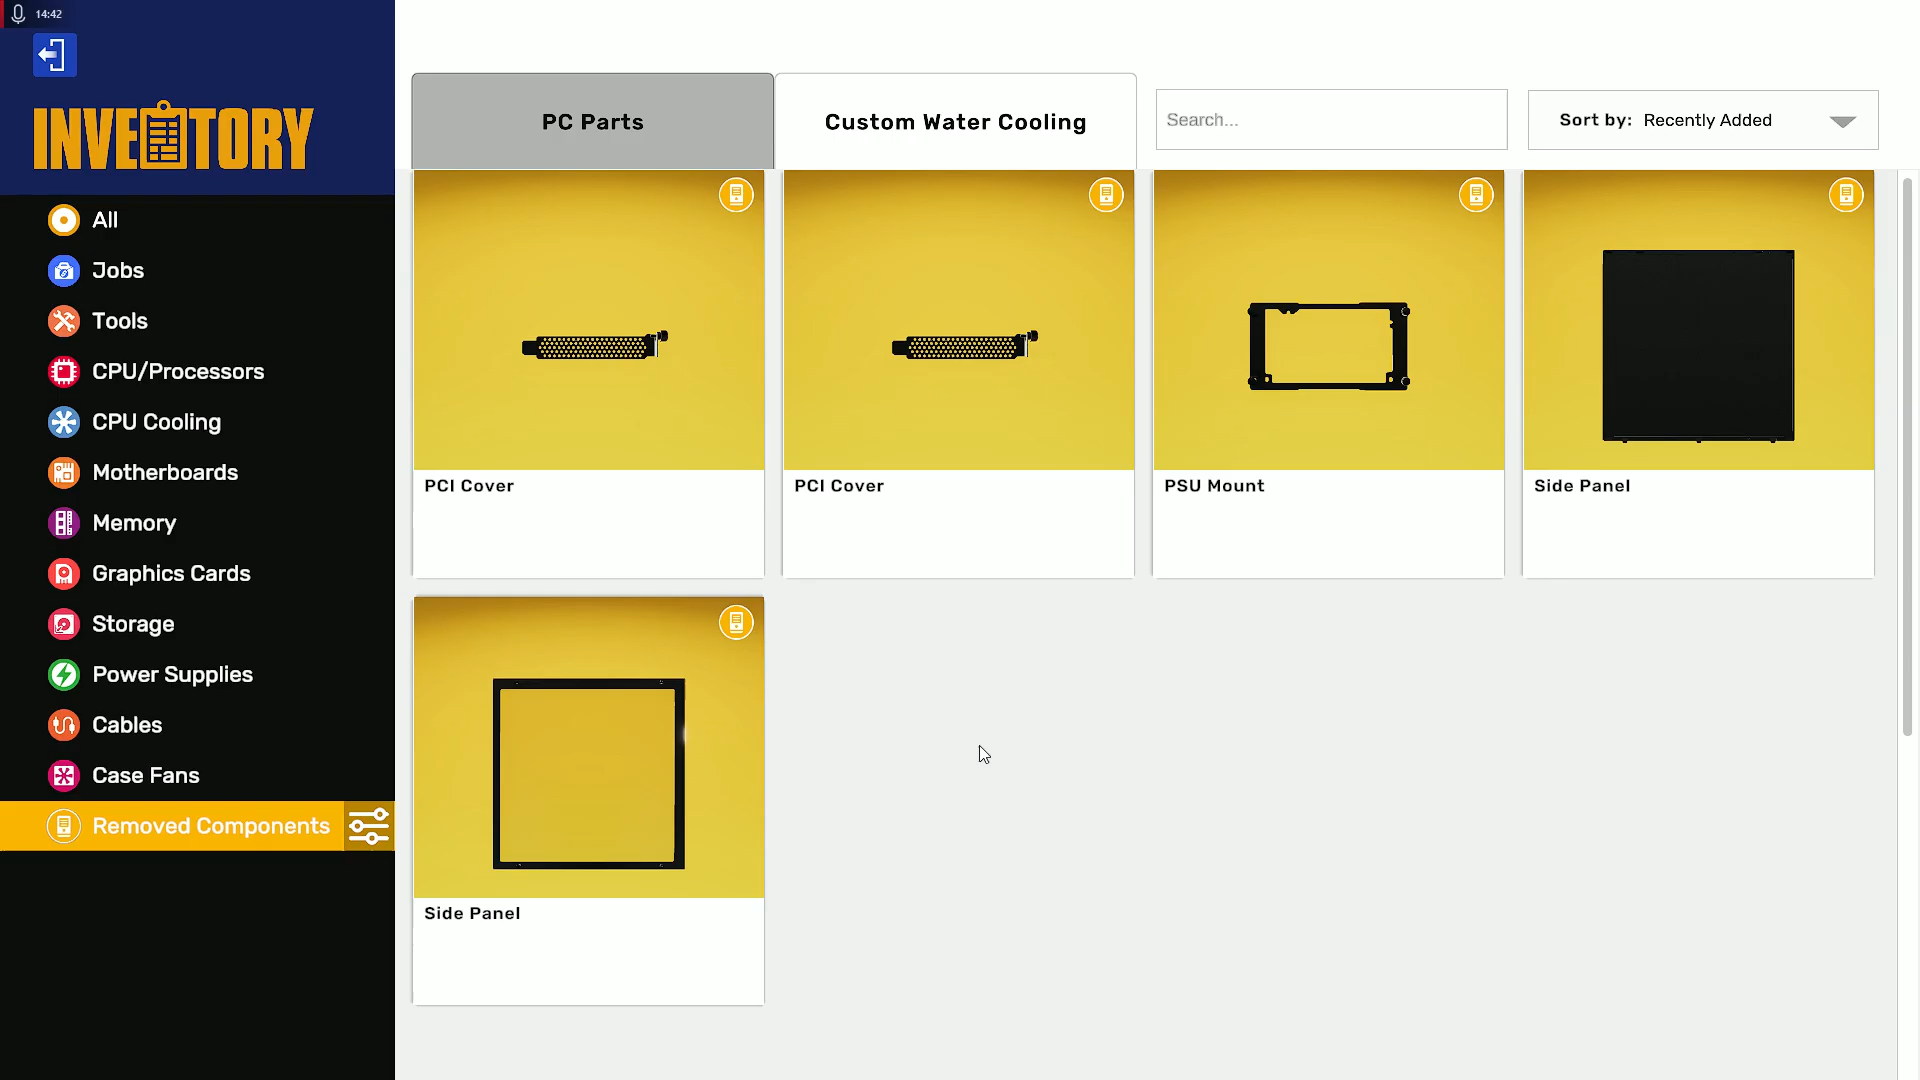 14:42
INVENTORY
All
Jobs
Tools
CPU/Processors
CPU Cooling
Motherboards
Memory
Graphics Cards
Storage
Power Supplies
Cables
Case Fans
Removed Components
PC Parts
Custom Water Cooling
Search...
Sort by: Recently Added
PCI Cover
PCI Cover
PSU Mount
Side Panel
Side Panel